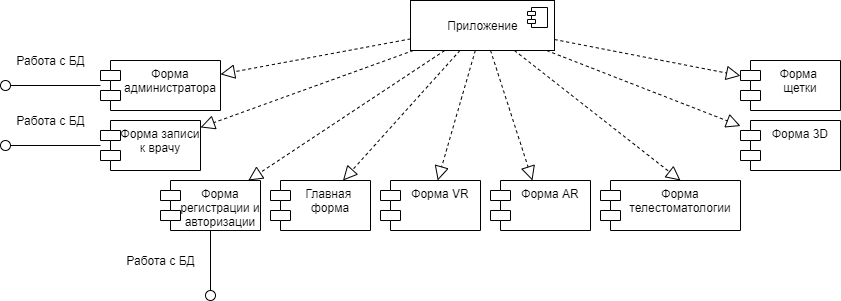 Приложение
Работа с БД
Форма
администратора
Форма
щетки
Работа с БД
Форма записи
к врачу
Форма 3D
Форма
регистрации и
авторизации
Главная
форма
Форма VR
Форма AR
Форма
телестоматологии
Работа с БД